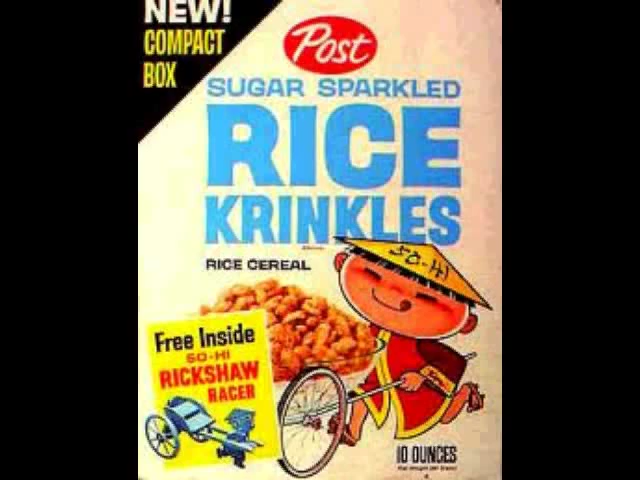 NEW!
COMPACT
BOX
Post
SUGAR SPARKLED
RICE
KRINKLES
RICE CEREAL
SO-HI
Free Inside
SO-HI
RICKSHAW
RACER
10 OUNCES